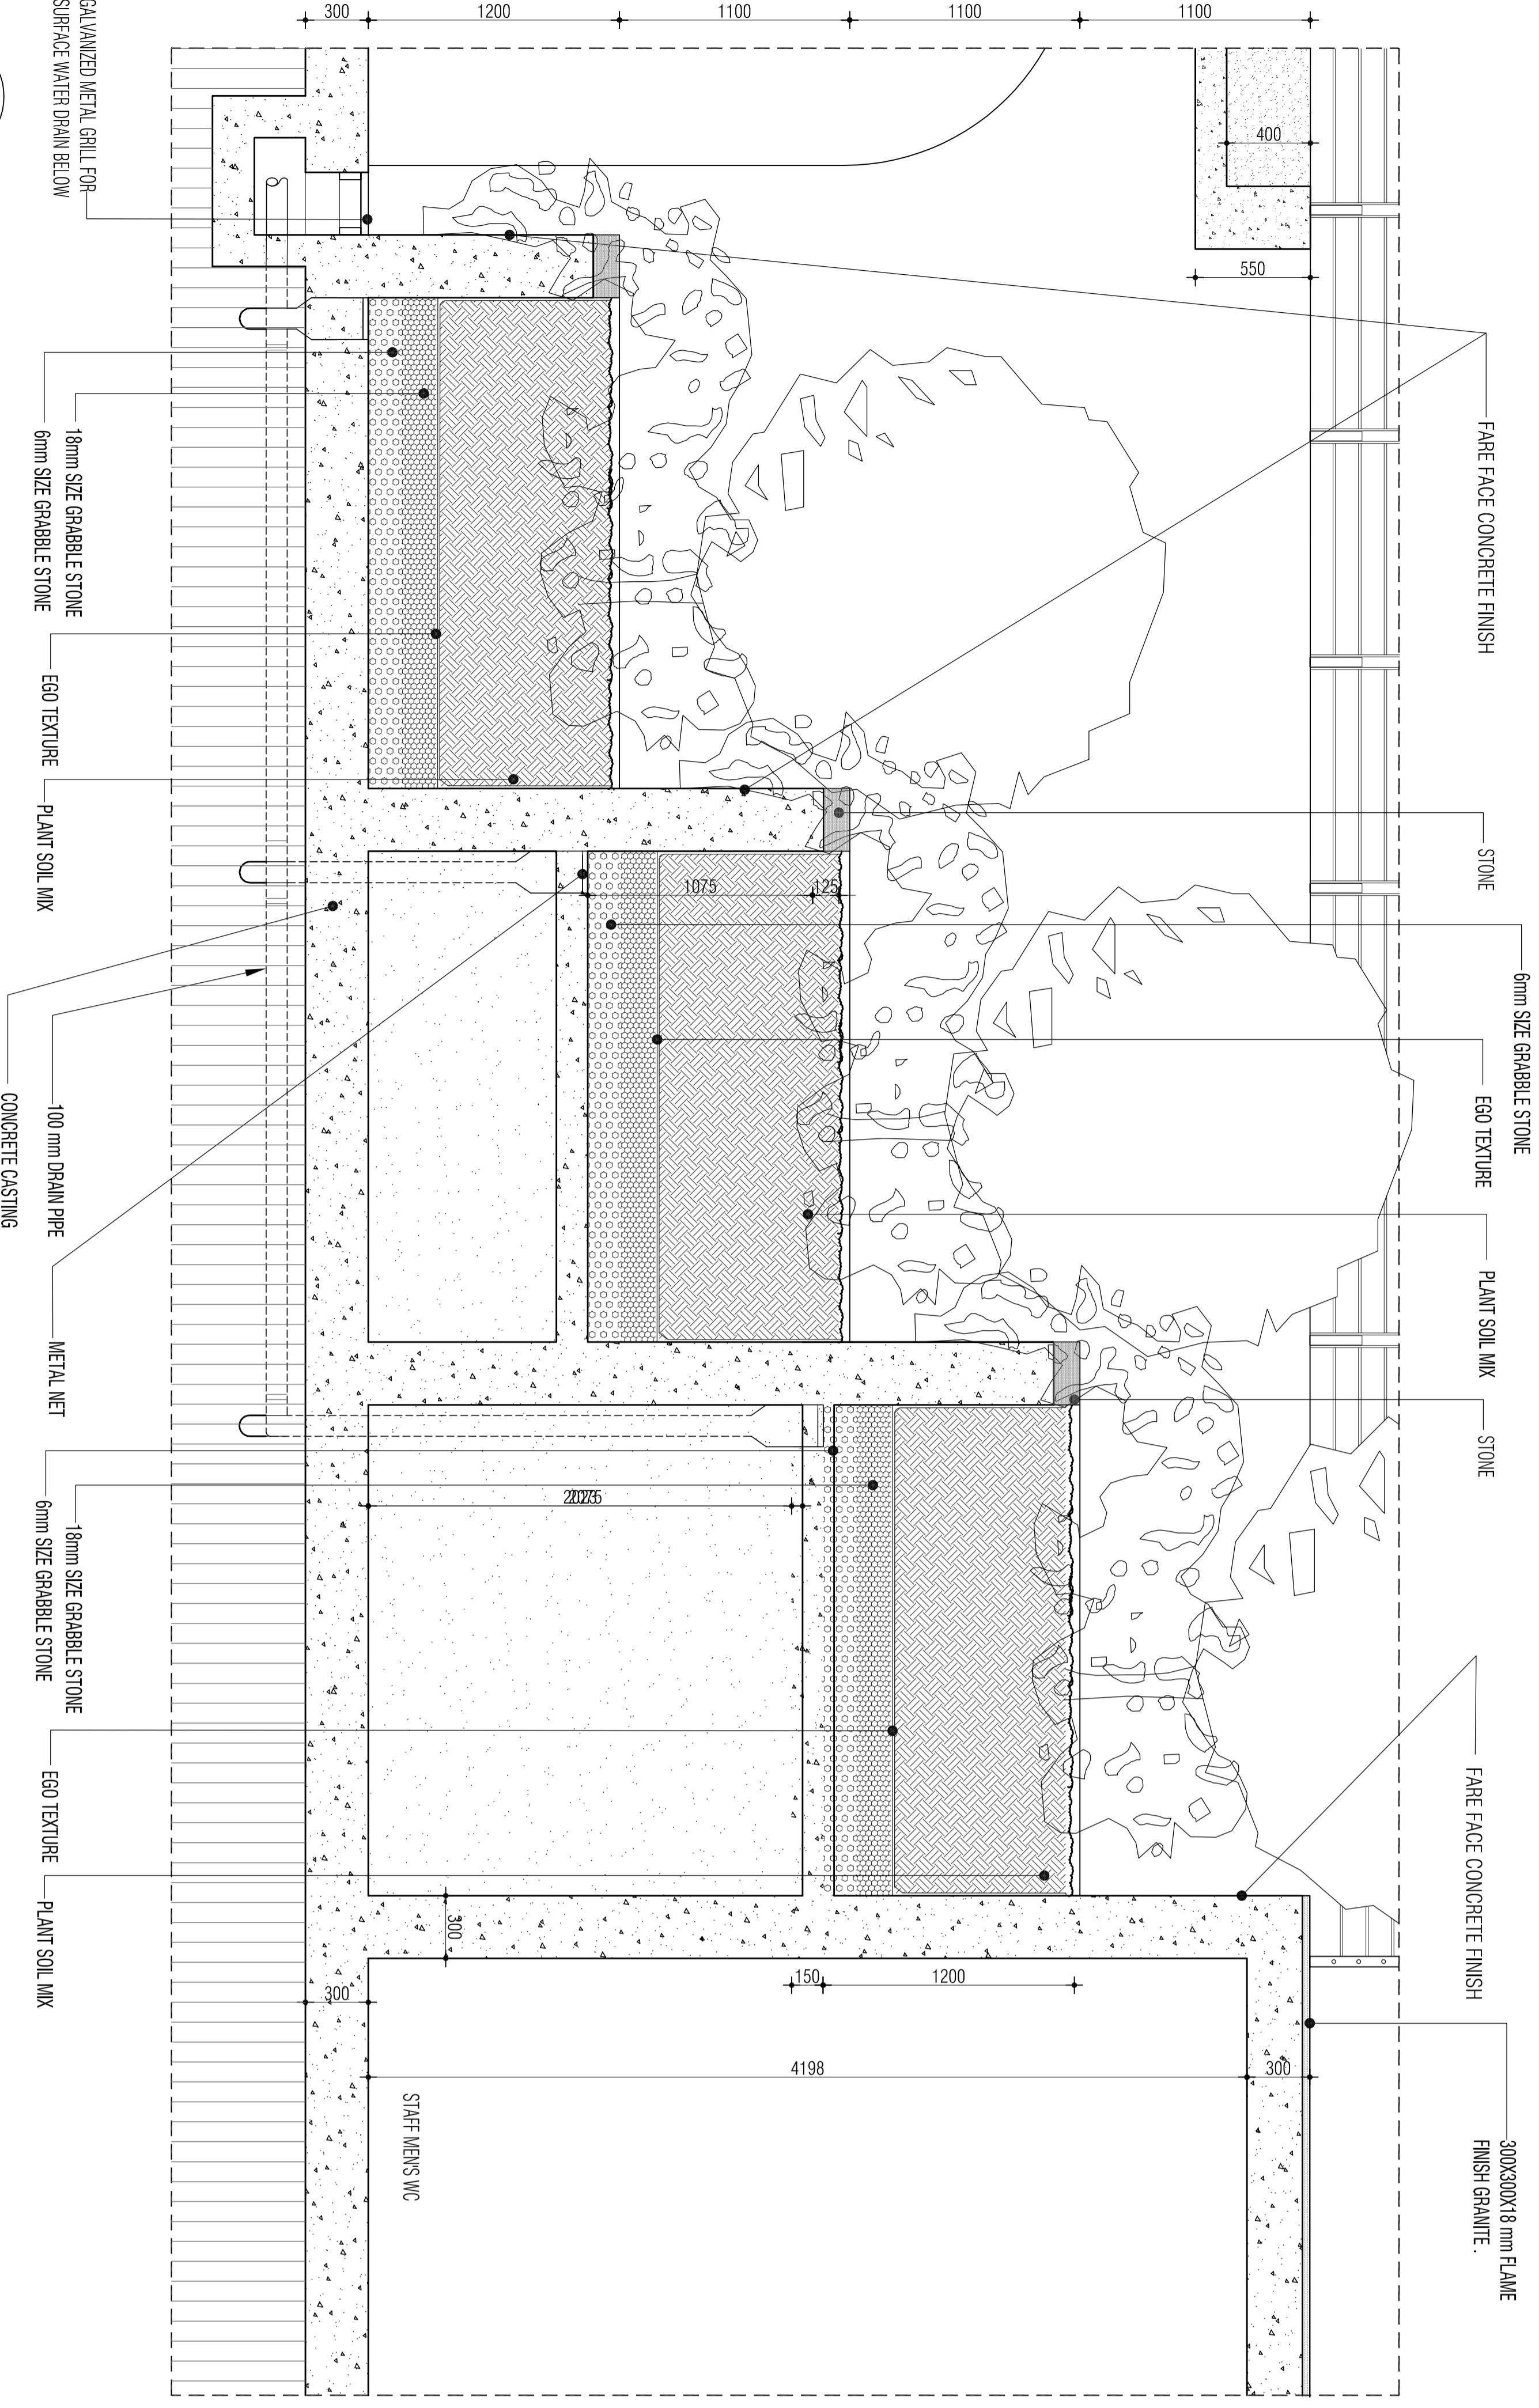 FARE FACE CONCRETE FINISH
STONE
6mm SIZE GRABBLE STONE
EGO TEXTURE
PLANT SOIL MIX
STONE
FARE FACE CONCRETE FINISH
300X300X18 mm FLAME
FINISH GRANITE .
300
1200
1100
1100
1100
400
550
1075
125
300
300
150
1200
4198
300
STAFF MEN'S WC
GALVANIZED METAL GRILL FOR
SURFACE WATER DRAIN BELOW
18mm SIZE GRABBLE STONE
6mm SIZE GRABBLE STONE
EGO TEXTURE
PLANT SOIL MIX
CONCRETE CASTING
100 mm DRAIN PIPE
METAL NET
18mm SIZE GRABBLE STONE
6mm SIZE GRABBLE STONE
EGO TEXTURE
PLANT SOIL MIX